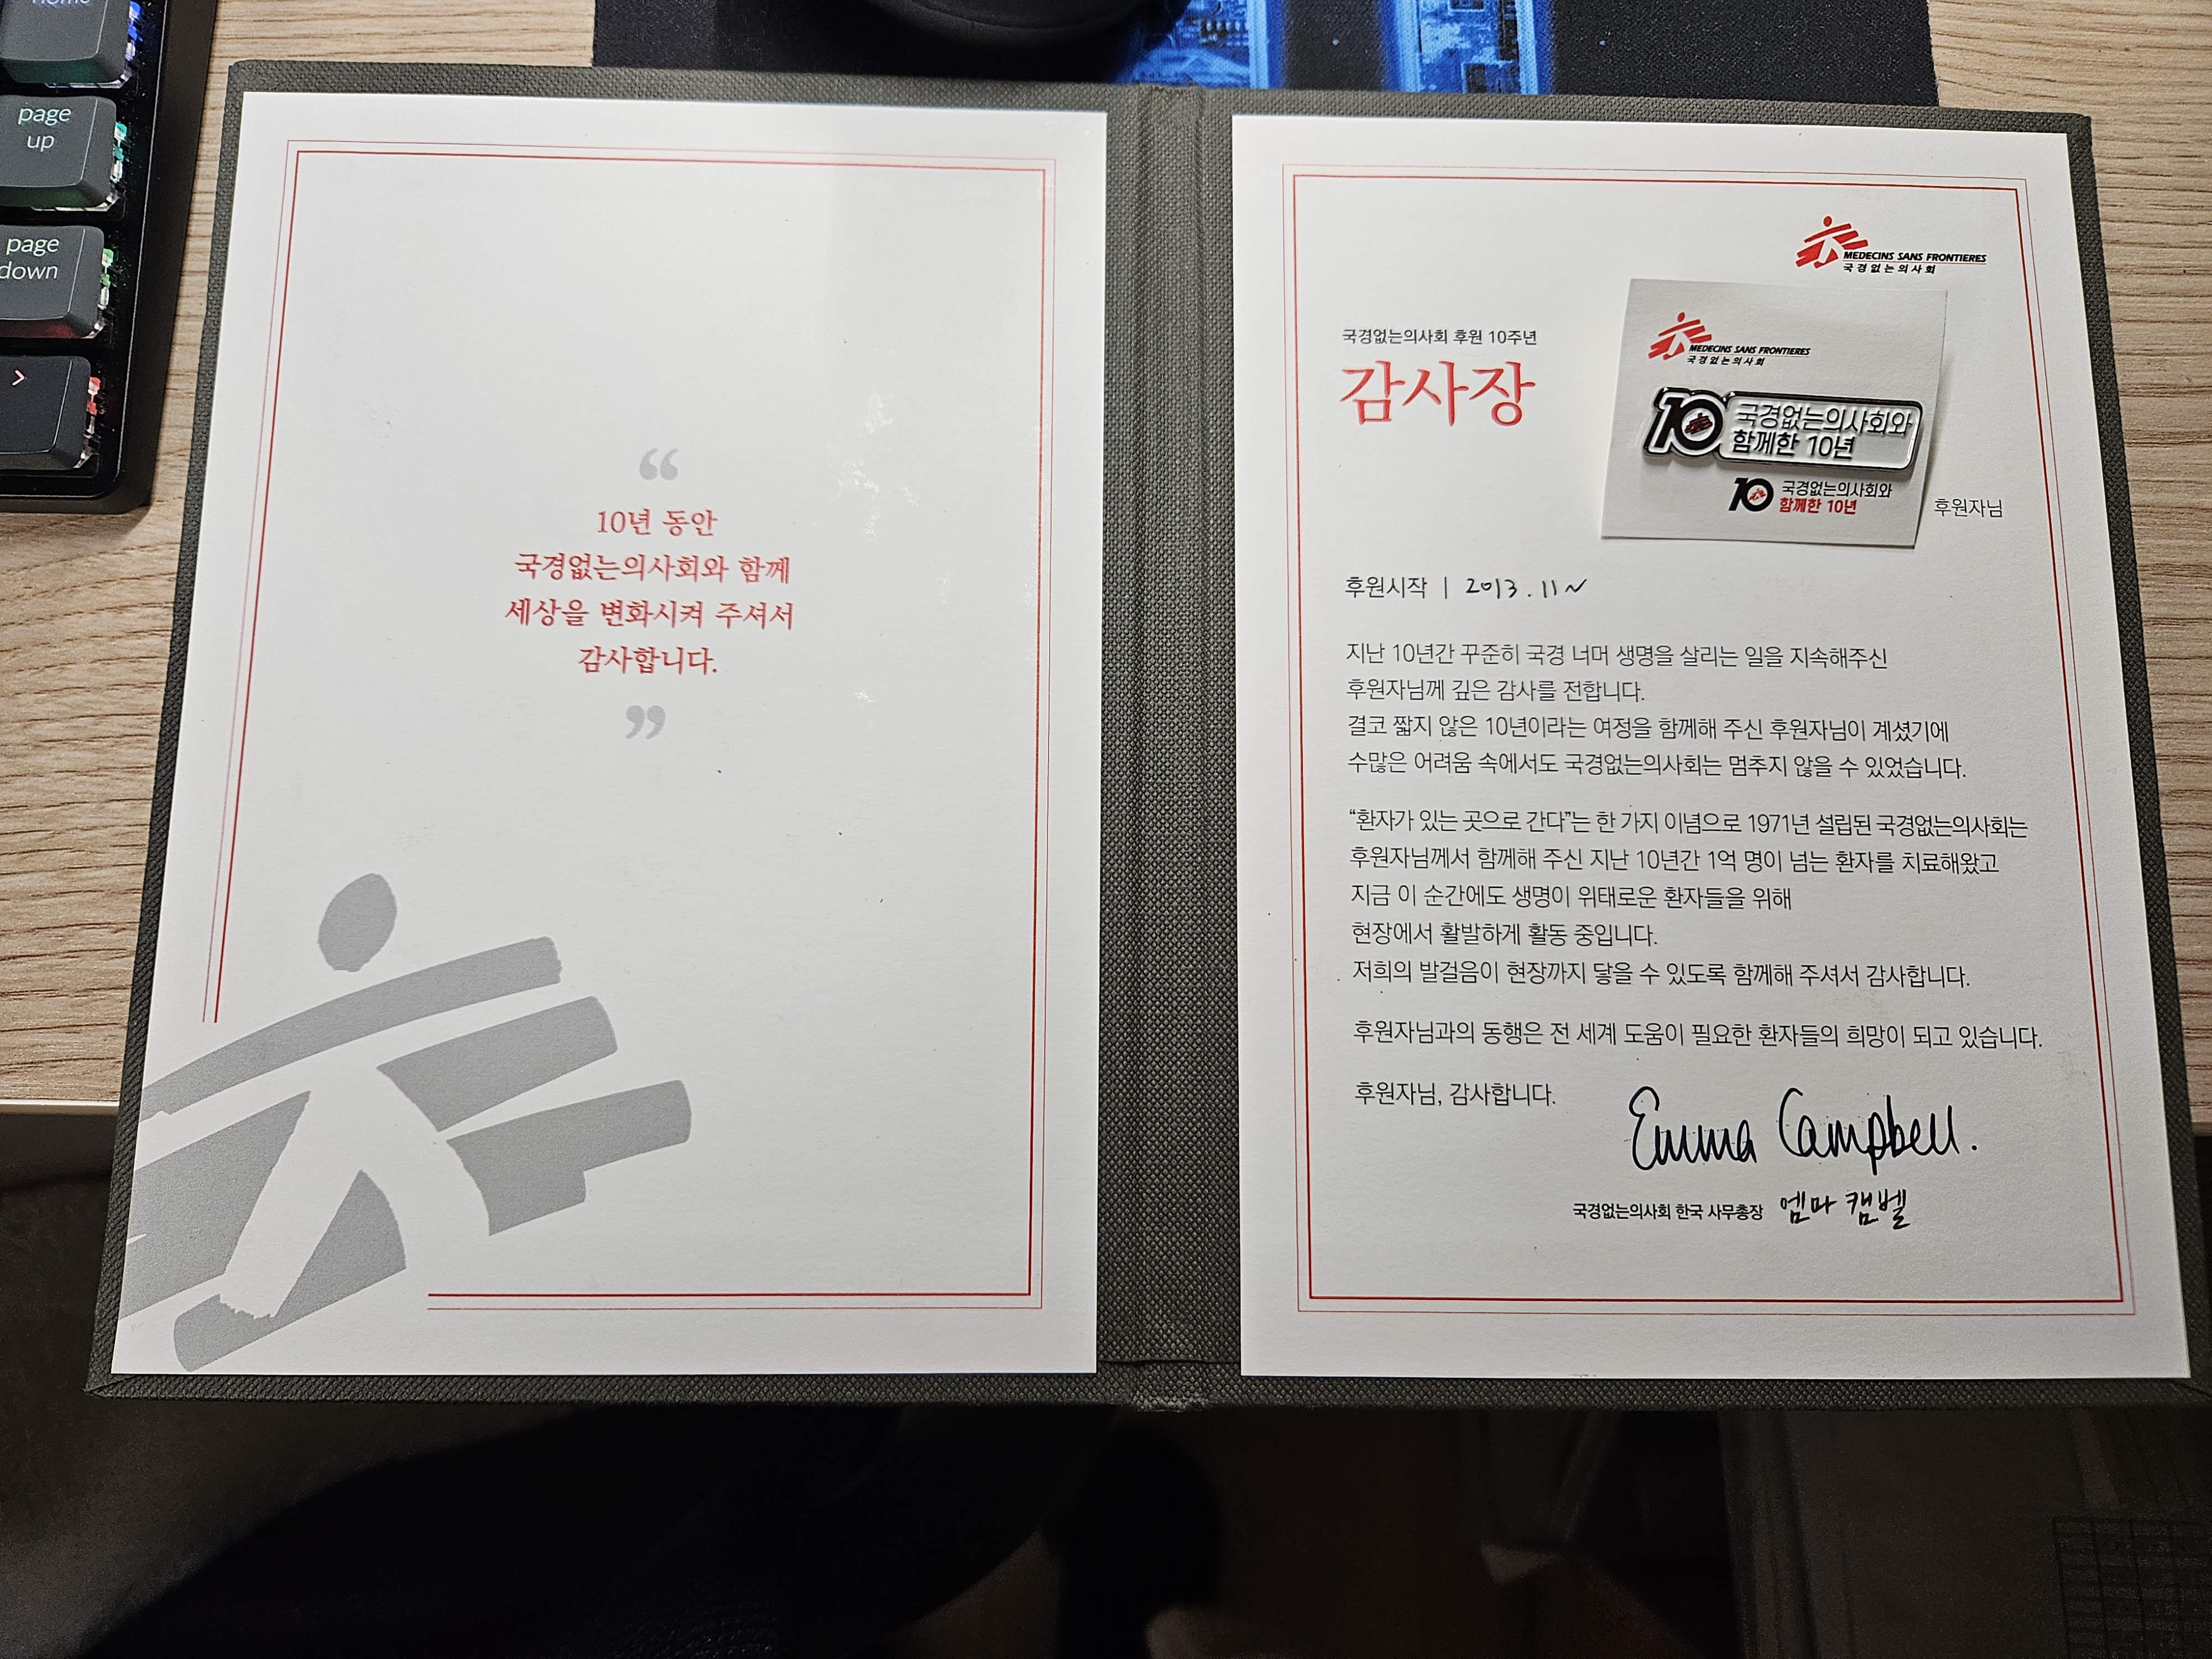 home
page
up
page
down
>
“
10년 동안
국경없는의사회와 함께
세상을 변화시켜 주셔서
감사합니다.
”
MEDECINS SANS FRONTIERES
국경없는의사회
국경없는의사회 후원 10주년
감사장
MEDECINS SANS FRONTIERES
국경없는의사회
10 국경없는의사회와
함께한 10년
10 국경없는의사회와
함께한 10년
후원자님
후원시작 | 2013.11~
지난 10년간 꾸준히 국경 너머 생명을 살리는 일을 지속해주신
후원자님께 깊은 감사를 전합니다.
결코 짧지 않은 10년이라는 여정을 함께해 주신 후원자님이 계셨기에
수많은 어려움 속에서도 국경없는의사회는 멈추지 않을 수 있었습니다.
“환자가 있는 곳으로 간다”는 한 가지 이념으로 1971년 설립된 국경없는의사회는
후원자님께서 함께해 주신 지난 10년간 1억 명이 넘는 환자를 치료해왔고
지금 이 순간에도 생명이 위태로운 환자들을 위해
현장에서 활발하게 활동 중입니다.
저희의 발걸음이 현장까지 닿을 수 있도록 함께해 주셔서 감사합니다.
후원자님과의 동행은 전 세계 도움이 필요한 환자들의 희망이 되고 있습니다.
후원자님, 감사합니다.
Emma Campbell.
국경없는의사회 한국 사무총장 엠마 캠벨